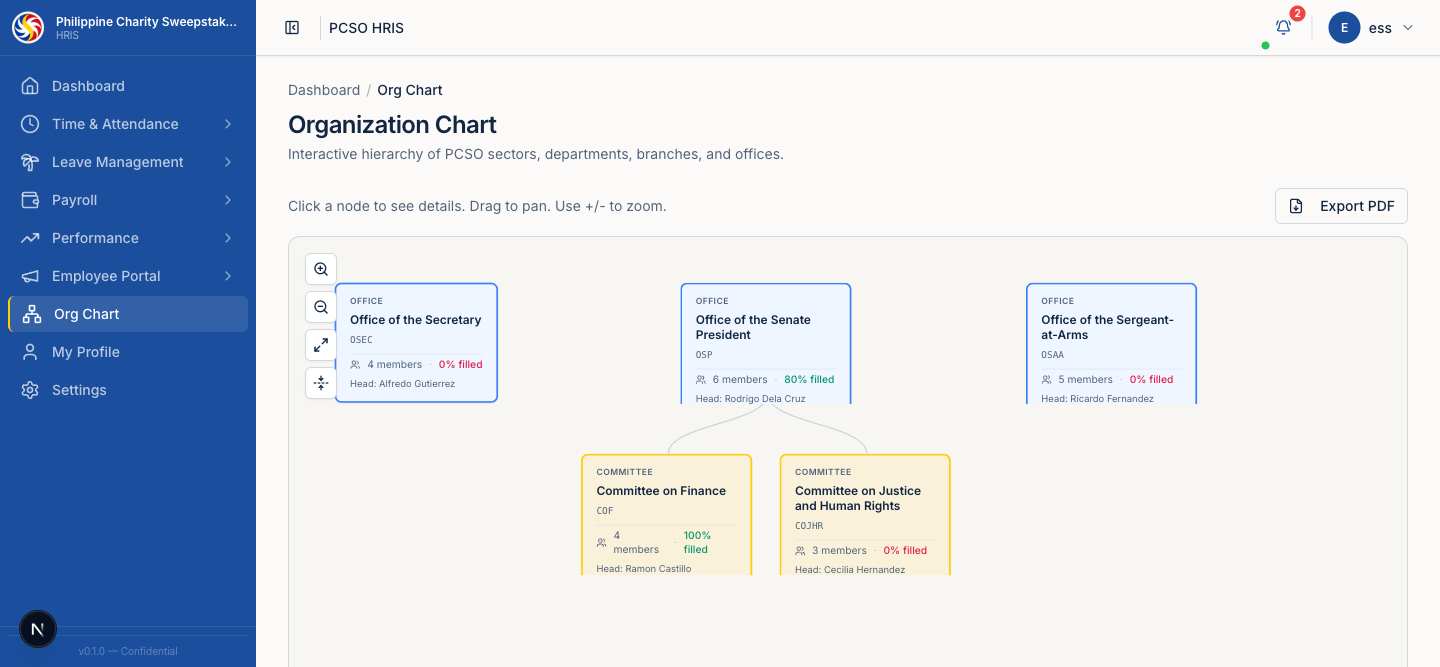 Philippine Charity Sweepstak...
HRIS
Dashboard
Time & Attendance
Leave Management
Payroll
Performance
Employee Portal
Org Chart
My Profile
Settings
N
v0.1.0 — Confidential
PCSO HRIS
2
E
ess
Dashboard / Org Chart
Organization Chart
Interactive hierarchy of PCSO sectors, departments, branches, and offices.
Click a node to see details. Drag to pan. Use +/- to zoom.
Export PDF
OFFICE
Office of the Secretary
OSEC
4 members · 0% filled
Head: Alfredo Gutierrez
OFFICE
Office of the Senate
President
OSP
6 members · 80% filled
Head: Rodrigo Dela Cruz
OFFICE
Office of the Sergeant-
at-Arms
OSAA
5 members · 0% filled
Head: Ricardo Fernandez
COMMITTEE
Committee on Finance
COF
4 members · 100% filled
Head: Ramon Castillo
COMMITTEE
Committee on Justice
and Human Rights
COJHR
3 members · 0% filled
Head: Cecilia Hernandez